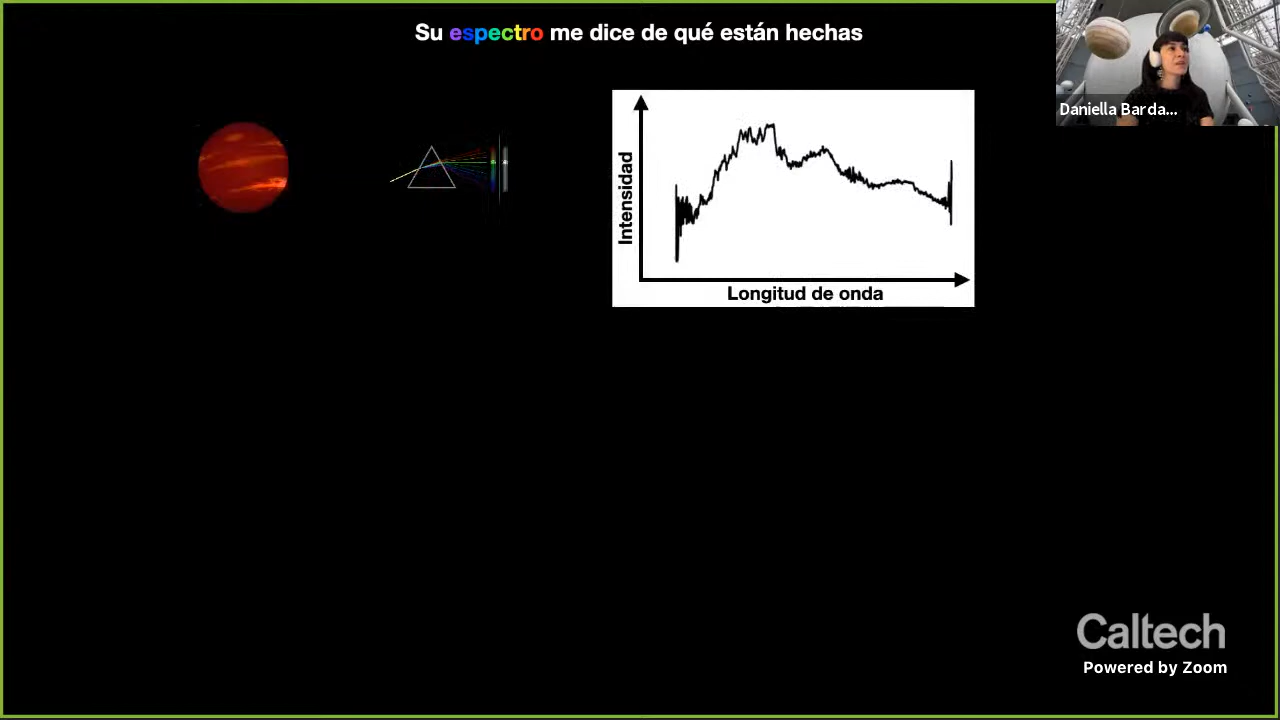 Su espectro me dice de qué están hechas
Daniella Barda...
Intensidad
Longitud de onda
Caltech
Powered by Zoom